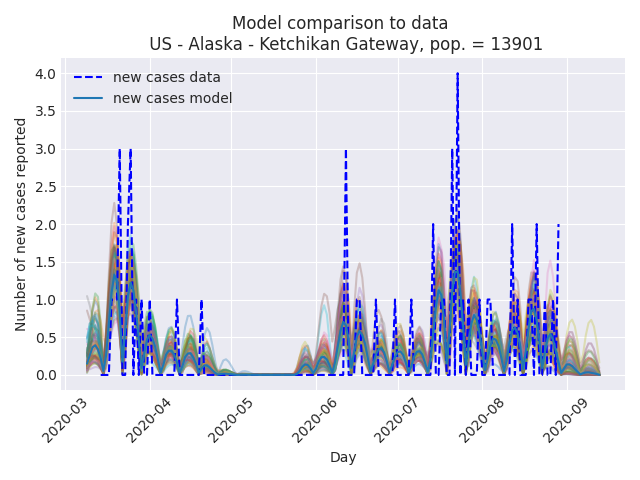 Model comparison to data
US - Alaska - Ketchikan Gateway, pop. = 13901
new cases data
new cases model
Number of new cases reported
4.0
3.5
3.0
2.5
2.0
1.5
1.0
0.5
0.0
2020-03
2020-04
2020-05
2020-06
2020-07
2020-08
2020-09
Day